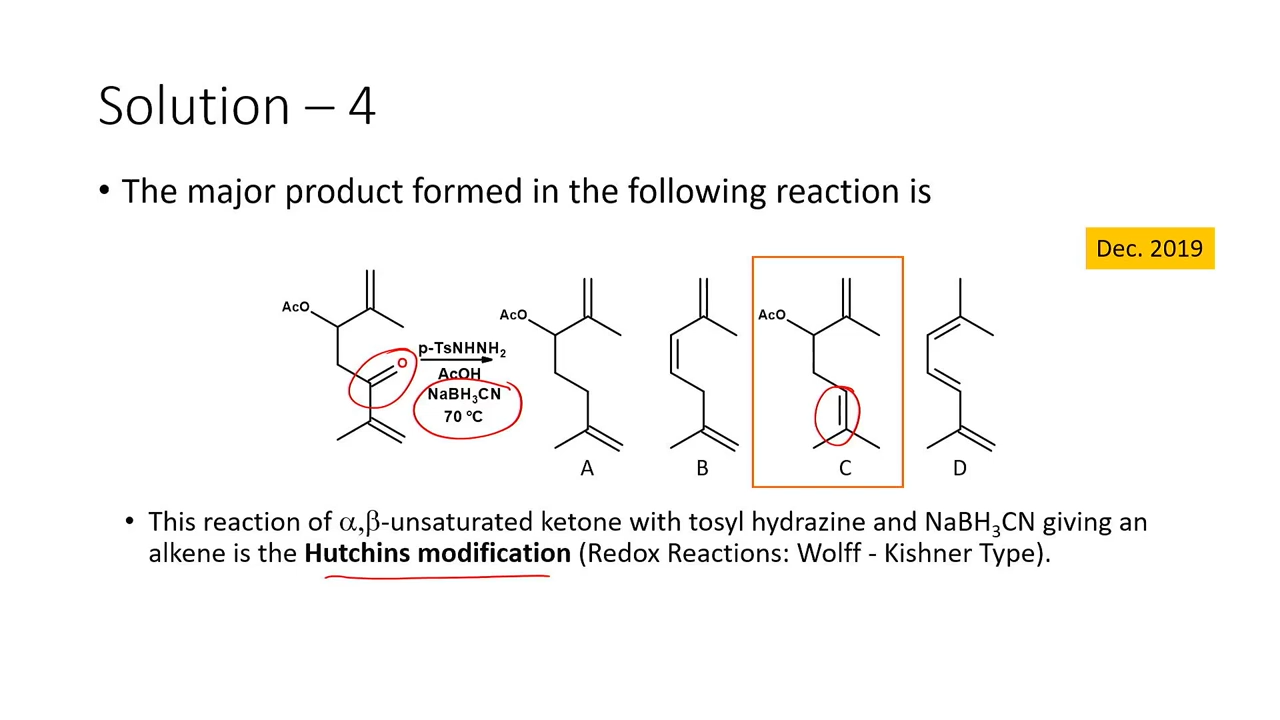 Solution – 4
• The major product formed in the following reaction is
Dec. 2019
AcO
O
p-TsNHNH₂
AcOH
NaBH₃CN
70 ºC
AcO
A
B
AcO
C
D
• This reaction of α,β-unsaturated ketone with tosyl hydrazine and NaBH₃CN giving an
alkene is the Hutchins modification (Redox Reactions: Wolff - Kishner Type).